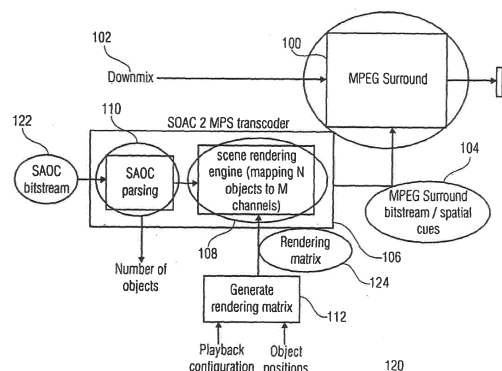 102
100
Downmix
MPEG Surround
110
SOAC 2 MPS transcoder
122
SAOC
bitstream
SAOC
parsing
scene rendering
engine (mapping N
objects to M
channels)
104
MPEG Surround
bitstream / spatial
cues
108
106
Number of
objects
Rendering
matrix
124
Generate
rendering matrix
112
Playback
configuration
Object
positions
120